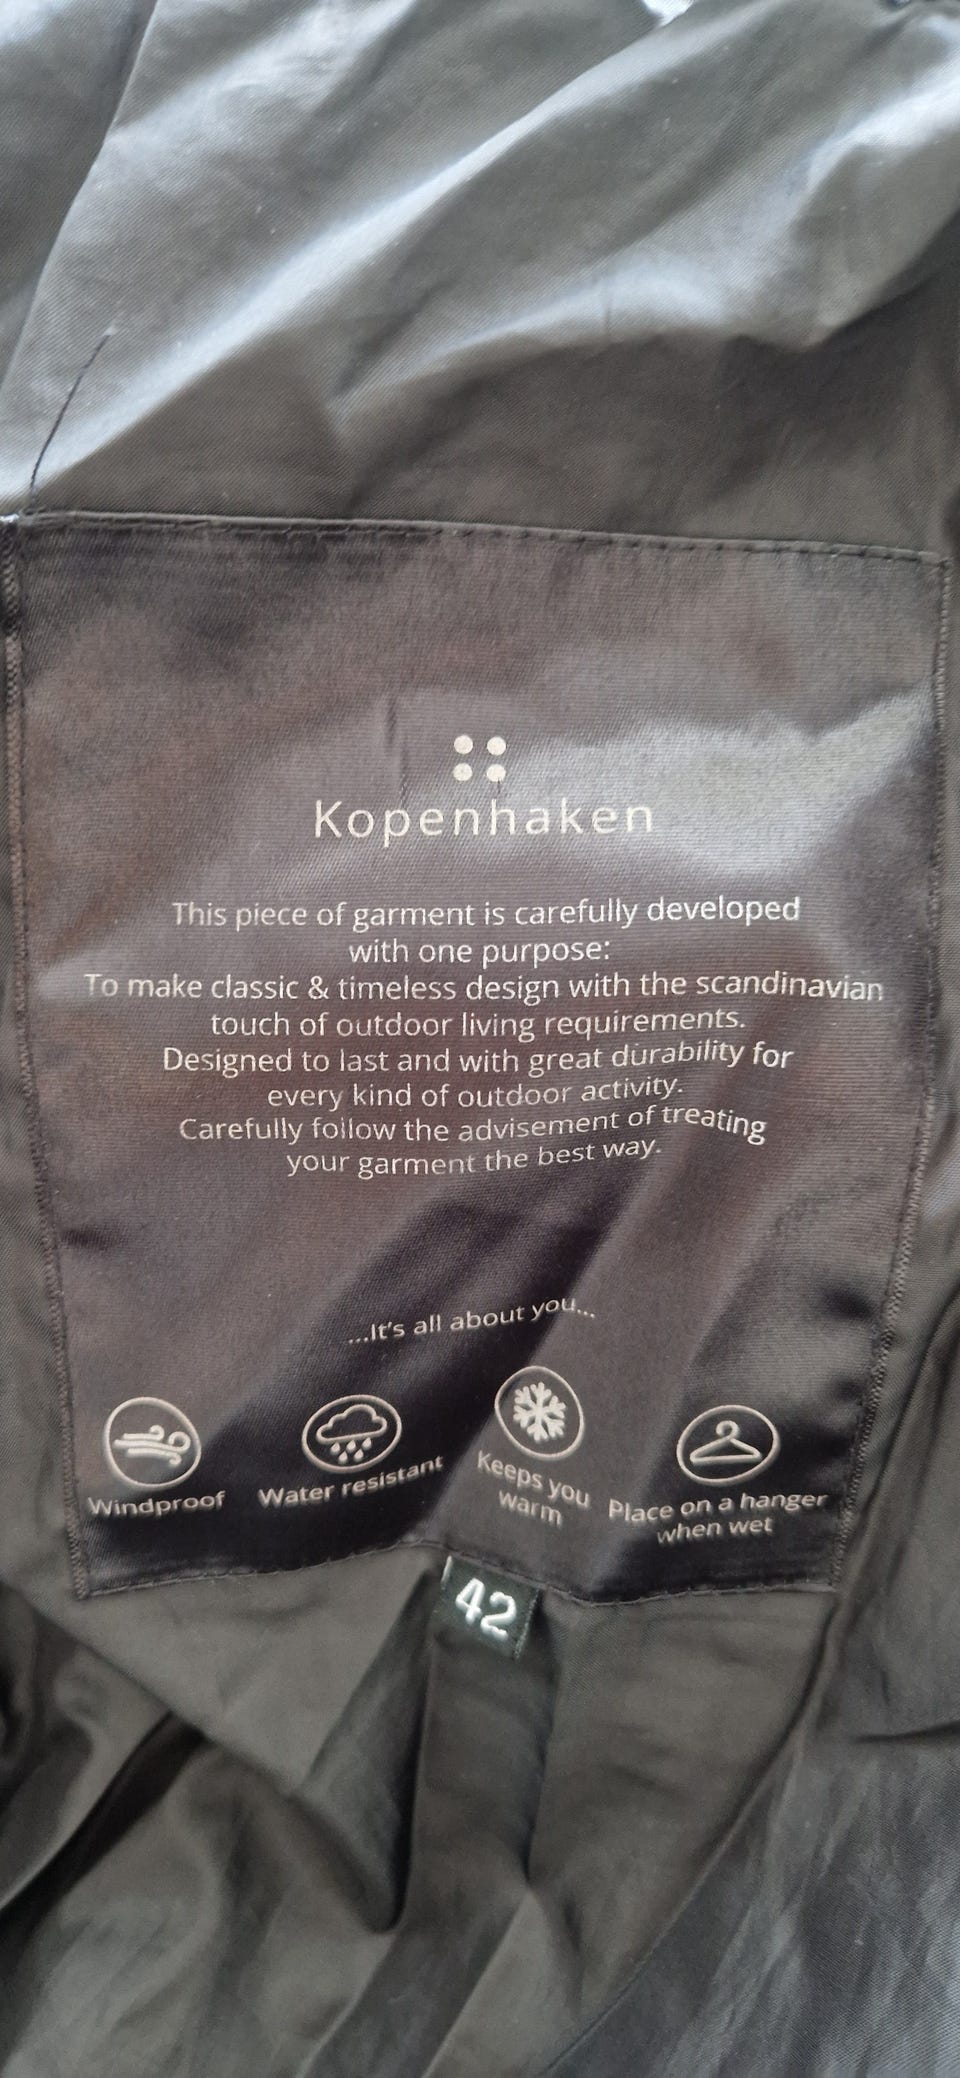 Kopenhaken
This piece of garment is carefully developed
with one purpose:
To make classic & timeless design with the scandinavian
touch of outdoor living requirements.
Designed to last and with great durability for
every kind of outdoor activity.
Carefully follow the advisement of treating
your garment the best way.
...It's all about you...
Windproof
Water resistant
Keeps you
warm
Place on a hanger
when wet
42